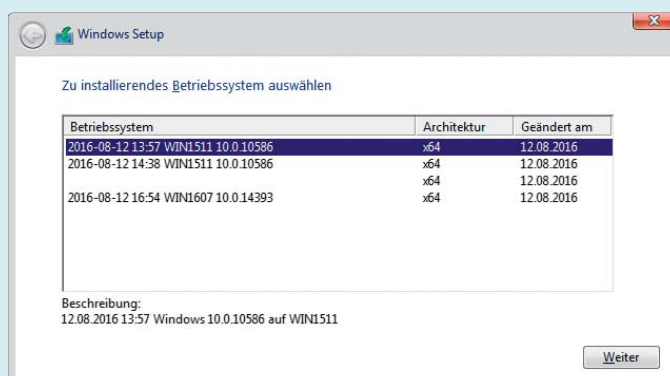 Windows Setup
Zu installierendes Betriebssystem auswählen
Betriebssystem Architektur Geändert am
2016-08-12 13:57 WIN1511 10.0.10586 x64 12.08.2016
2016-08-12 14:38 WIN1511 10.0.10586 x64 12.08.2016
x64 12.08.2016
2016-08-12 16:54 WIN1607 10.0.14393 x64 12.08.2016
Beschreibung:
12.08.2016 13:57 Windows 10.0.10586 auf WIN1511
Weiter